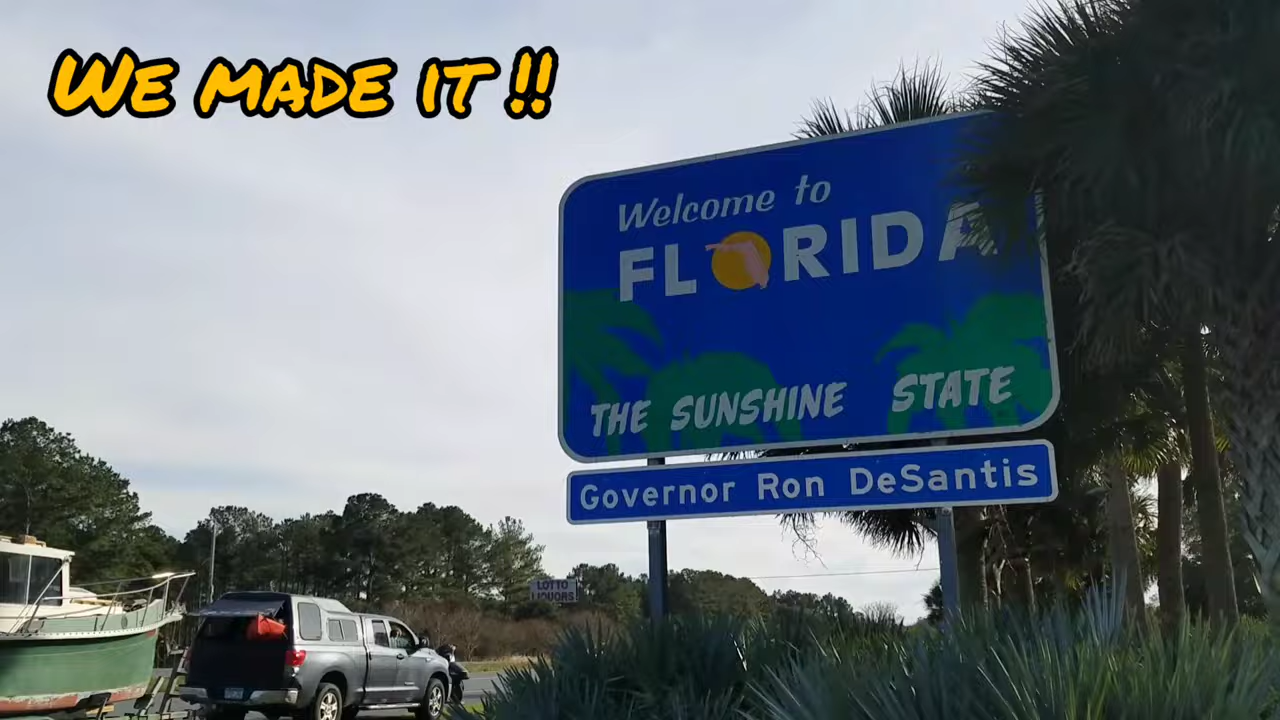 WE MADE IT !!
Welcome to
FLORIDA
THE SUNSHINE STATE
Governor Ron DeSantis
LOTTO
LIQUORS